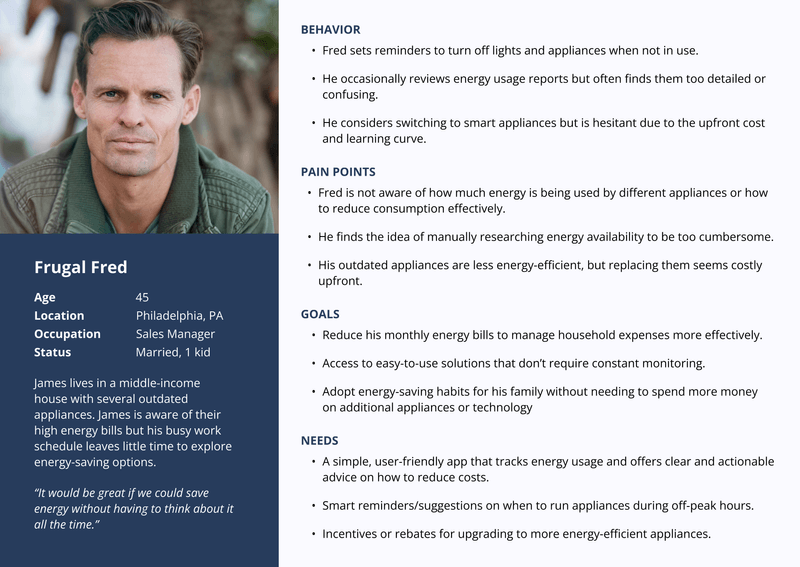 Frugal Fred
Age 45
Location Philadelphia, PA
Occupation Sales Manager
Status Married, 1 kid
James lives in a middle-income
house with several outdated
appliances. James is aware of their
high energy bills but his busy work
schedule leaves little time to explore
energy-saving options.
“It would be great if we could save
energy without having to think about it
all the time.”
BEHAVIOR
• Fred sets reminders to turn off lights and appliances when not in use.
• He occasionally reviews energy usage reports but often finds them too detailed or
confusing.
• He considers switching to smart appliances but is hesitant due to the upfront cost
and learning curve.
PAIN POINTS
• Fred is not aware of how much energy is being used by different appliances or how
to reduce consumption effectively.
• He finds the idea of manually researching energy availability to be too cumbersome.
• His outdated appliances are less energy-efficient, but replacing them seems costly
upfront.
GOALS
• Reduce his monthly energy bills to manage household expenses more effectively.
• Access to easy-to-use solutions that don’t require constant monitoring.
• Adopt energy-saving habits for his family without needing to spend more money
on additional appliances or technology
NEEDS
• A simple, user-friendly app that tracks energy usage and offers clear and actionable
advice on how to reduce costs.
• Smart reminders/suggestions on when to run appliances during off-peak hours.
• Incentives or rebates for upgrading to more energy-efficient appliances.